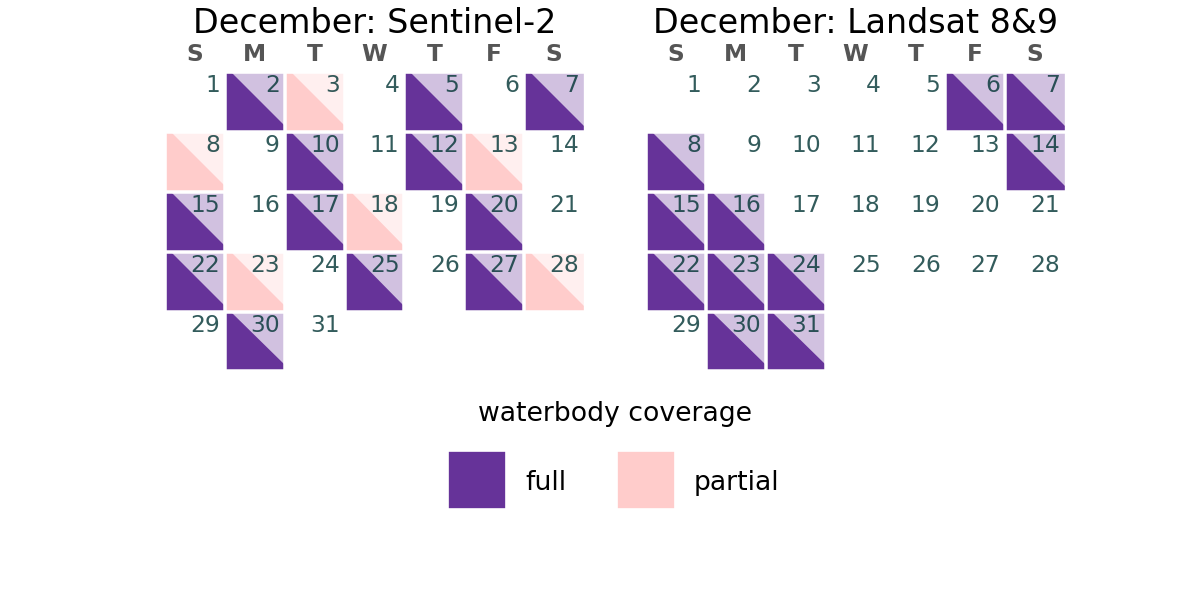 December: Sentinel-2
S M T W T F S
1 2 3 4 5 6 7
8 9 10 11 12 13 14
15 16 17 18 19 20 21
22 23 24 25 26 27 28
29 30 31
December: Landsat 8&9
S M T W T F S
1 2 3 4 5 6 7
8 9 10 11 12 13 14
15 16 17 18 19 20 21
22 23 24 25 26 27 28
29 30 31
waterbody coverage
full partial